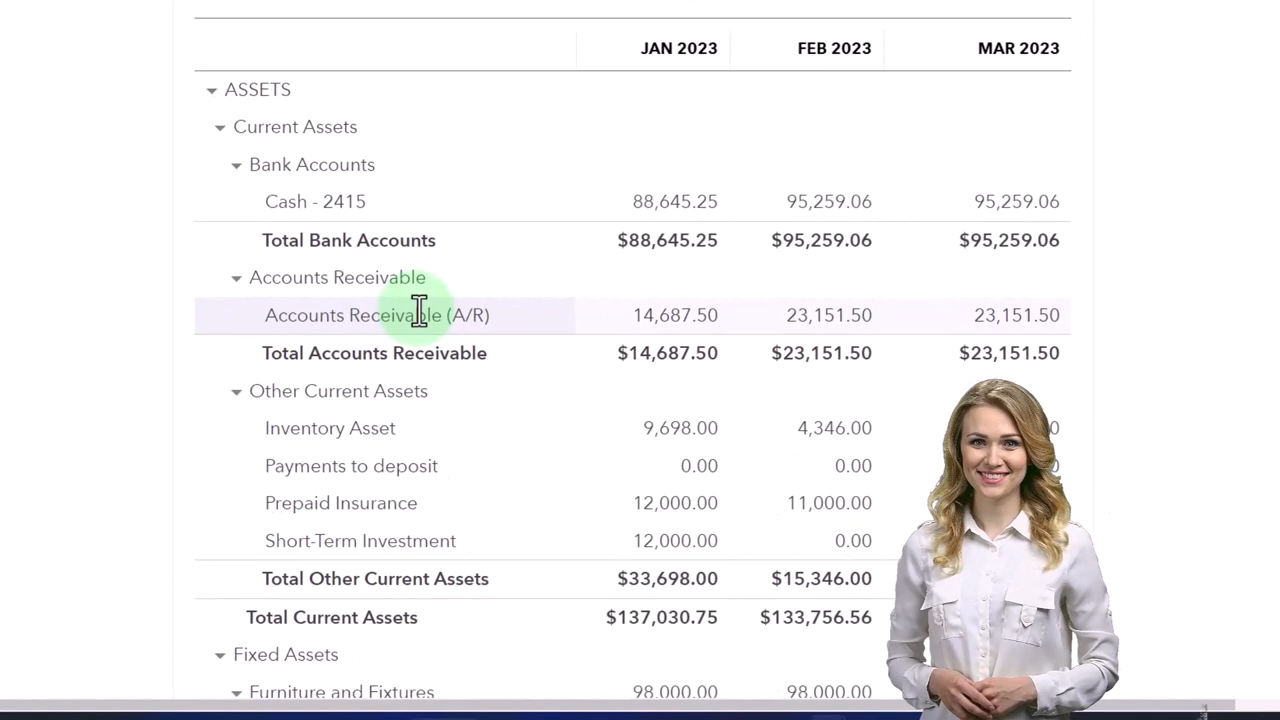 JAN 2023 FEB 2023 MAR 2023
ASSETS
Current Assets
Bank Accounts
Cash - 2415 88,645.25 95,259.06 95,259.06
Total Bank Accounts $88,645.25 $95,259.06 $95,259.06
Accounts Receivable
Accounts Receivable (A/R) 14,687.50 23,151.50 23,151.50
Total Accounts Receivable $14,687.50 $23,151.50 $23,151.50
Other Current Assets
Inventory Asset 9,698.00 4,346.00
Payments to deposit 0.00 0.00
Prepaid Insurance 12,000.00 11,000.00
Short-Term Investment 12,000.00 0.00
Total Other Current Assets $33,698.00 $15,346.00
Total Current Assets $137,030.75 $133,756.56
Fixed Assets
Furniture and Fixtures 98,000.00 98,000.00